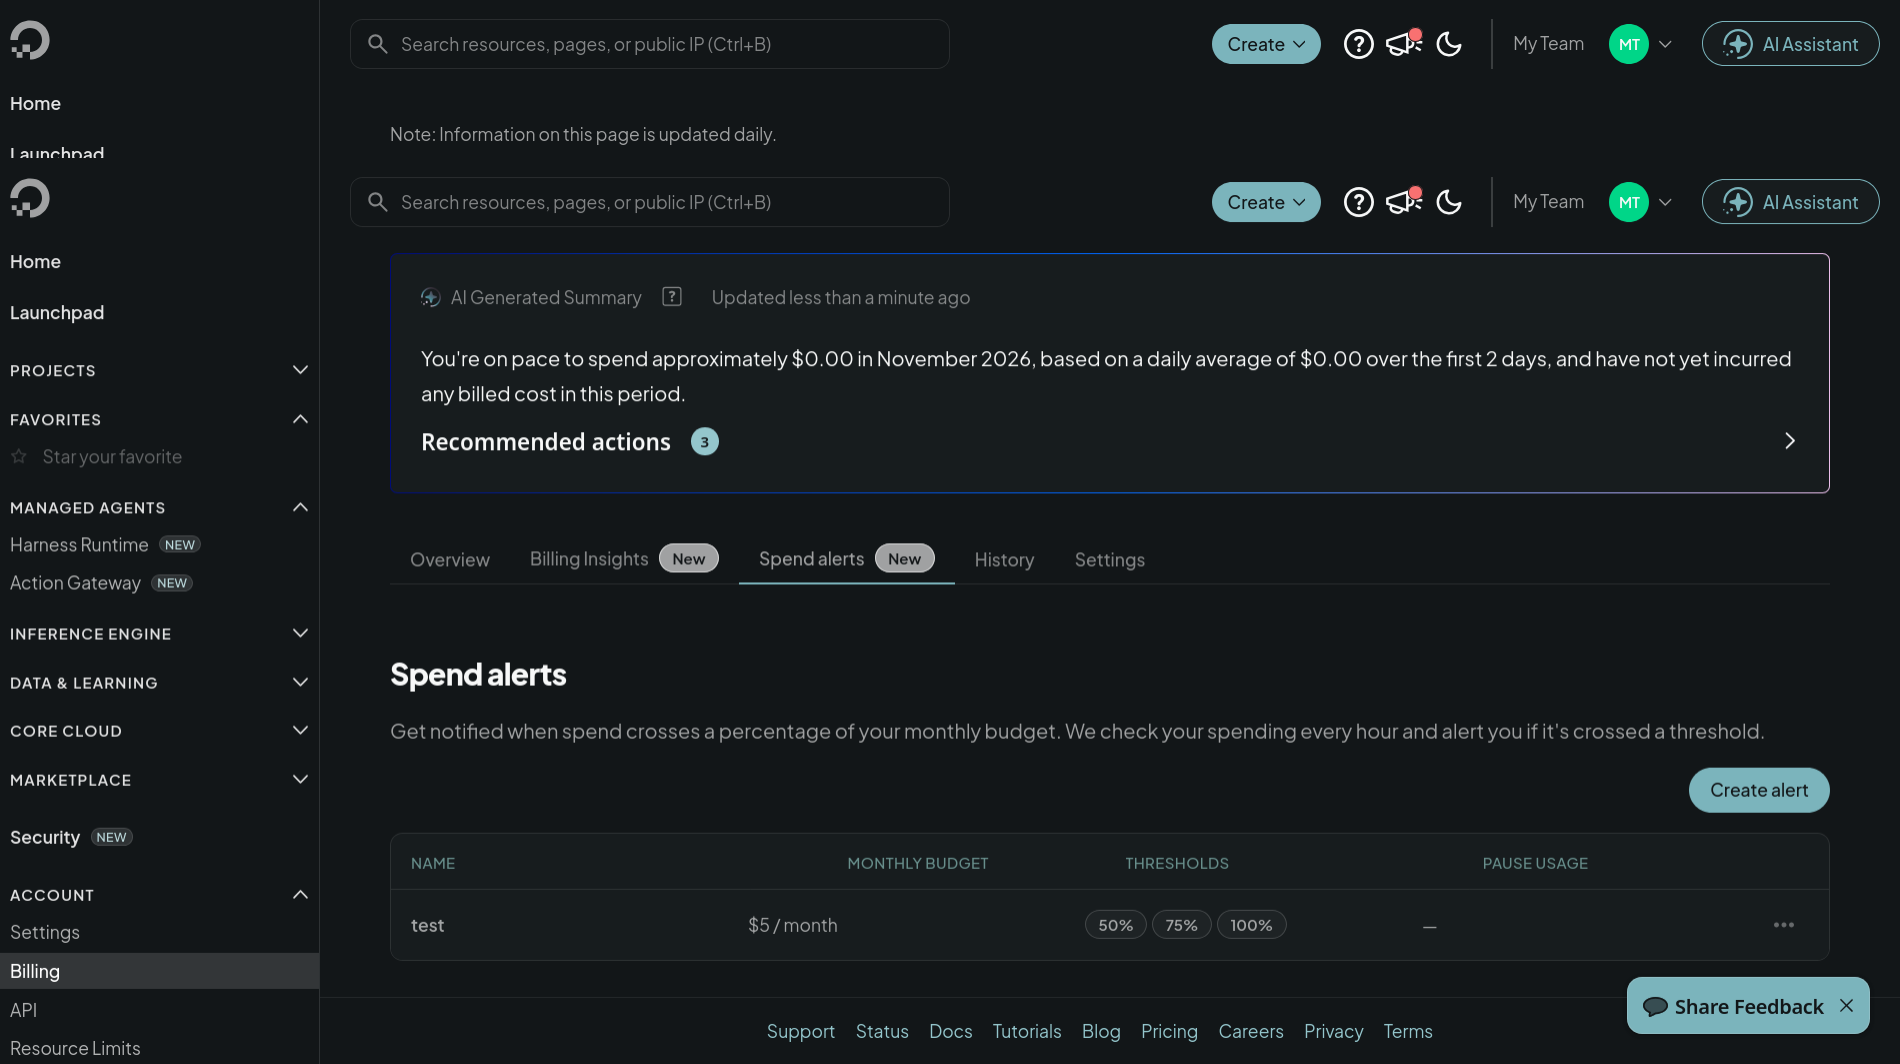 Search resources, pages, or public IP (Ctrl+B)
Create
My Team
MT
AI Assistant
Home
Launchpad
Note: Information on this page is updated daily.
Search resources, pages, or public IP (Ctrl+B)
Create
My Team
MT
AI Assistant
Home
Launchpad
PROJECTS
FAVORITES
Star your favorite
MANAGED AGENTS
Harness Runtime NEW
Action Gateway NEW
INFERENCE ENGINE
DATA & LEARNING
CORE CLOUD
MARKETPLACE
Security NEW
ACCOUNT
Settings
Billing
API
Resource Limits
AI Generated Summary ? Updated less than a minute ago
You're on pace to spend approximately $0.00 in November 2026, based on a daily average of $0.00 over the first 2 days, and have not yet incurred
any billed cost in this period.
Recommended actions 3
Overview Billing Insights New Spend alerts New History Settings
Spend alerts
Get notified when spend crosses a percentage of your monthly budget. We check your spending every hour and alert you if it's crossed a threshold.
Create alert
NAME MONTHLY BUDGET THRESHOLDS PAUSE USAGE
test $5 / month 50% 75% 100% —
Share Feedback
Support Status Docs Tutorials Blog Pricing Careers Privacy Terms